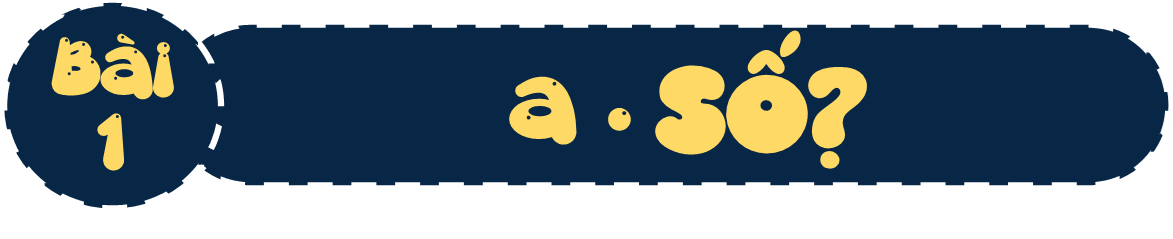 Bài
1
a . Số?